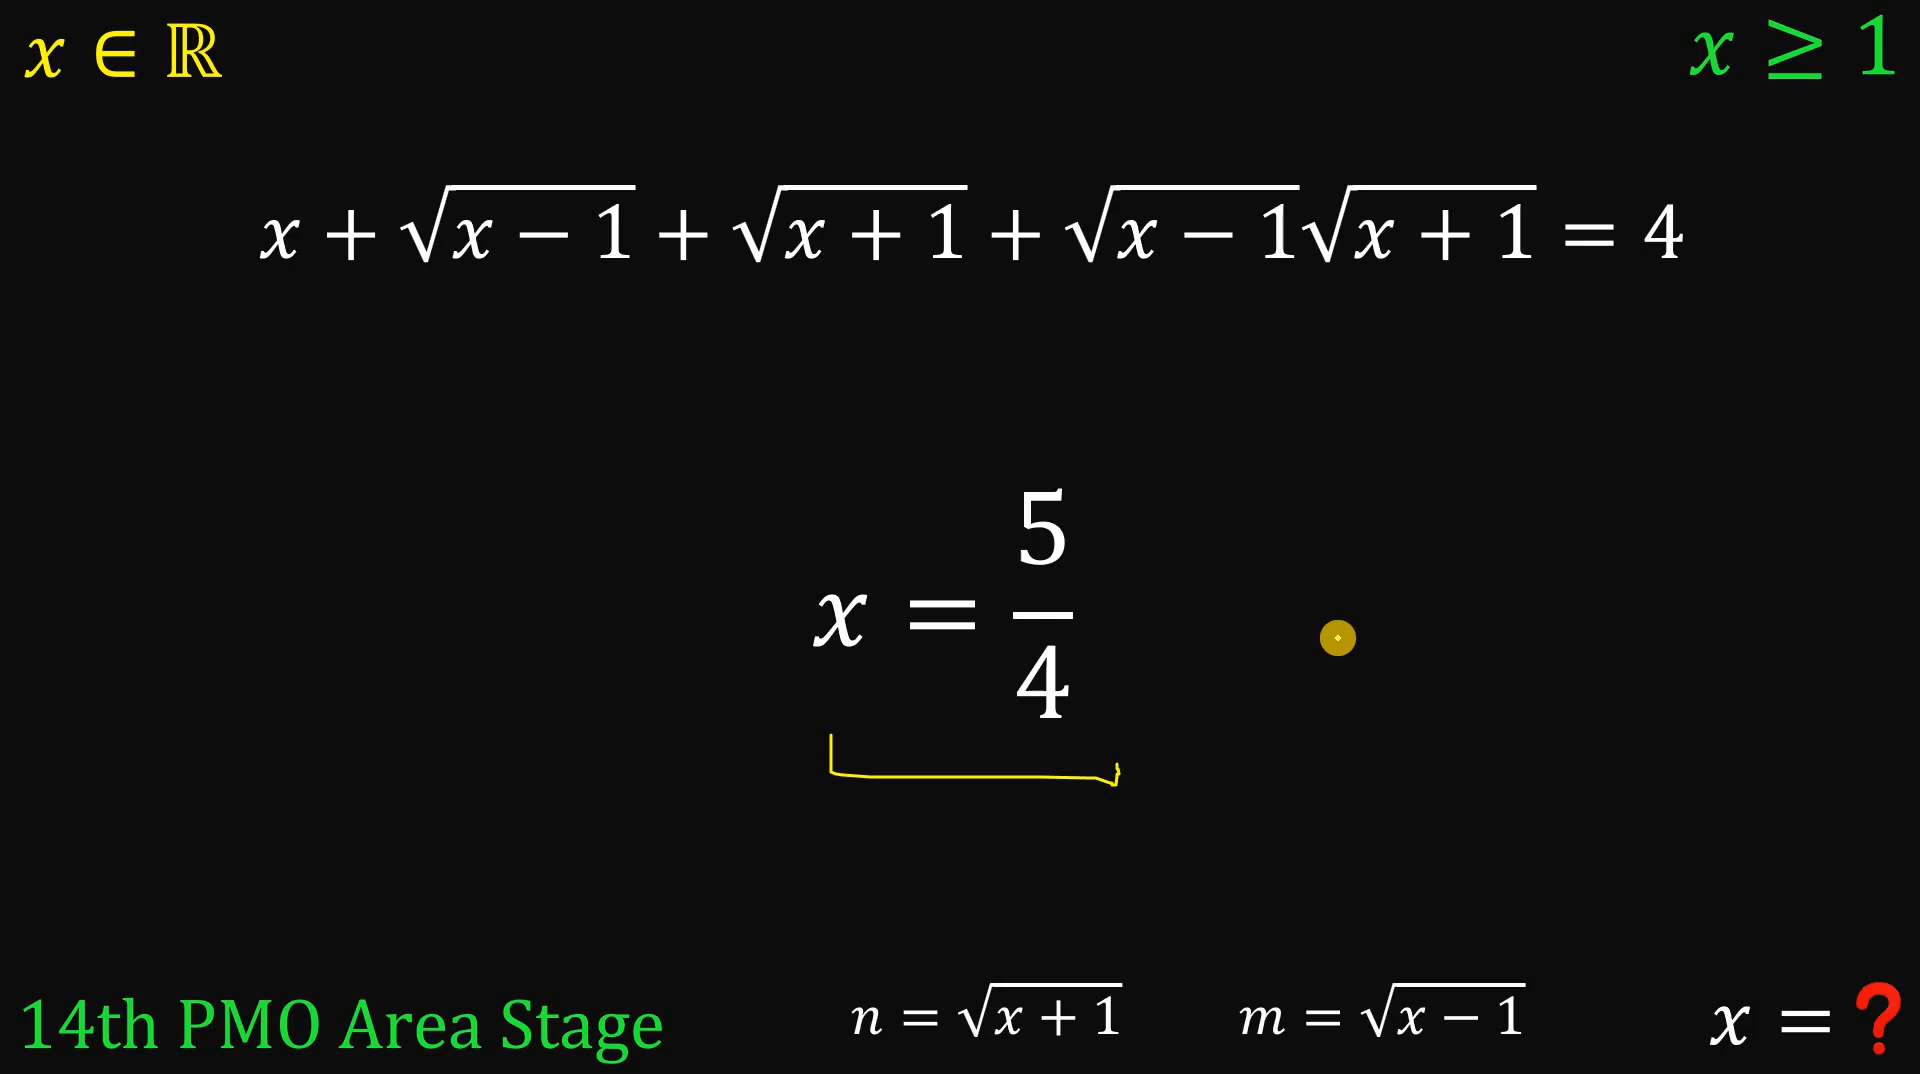 x ∈ ℝ
x ≥ 1
x + √(x − 1) + √(x + 1) + √(x − 1)√(x + 1) = 4
x = 5/4
14th PMO Area Stage
n = √(x + 1)
m = √(x − 1)
x = ❓